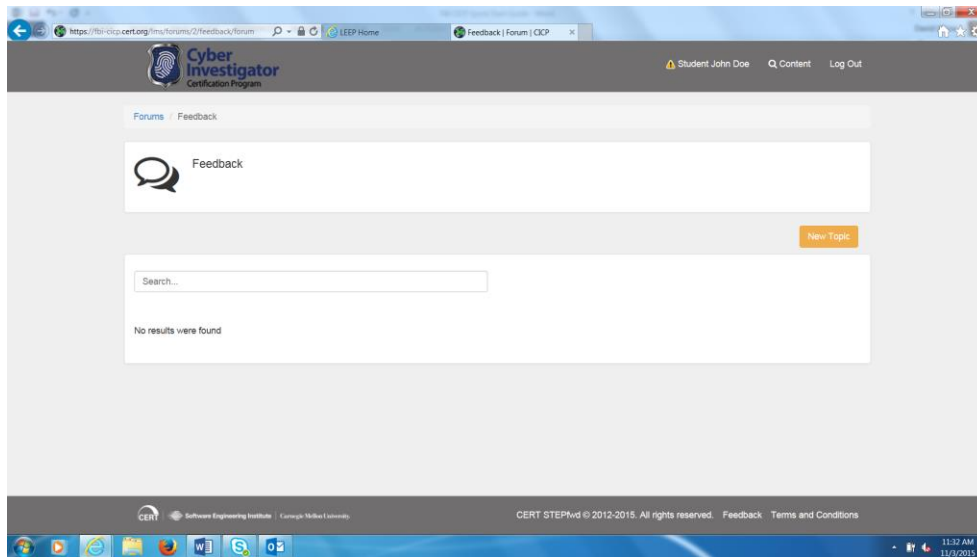 https://fbi-cicp.cert.org/lms/forums/2/feedback/forum
LEEP Home
Feedback | Forum | CICP
Cyber
Investigator
Certification Program
Student John Doe
Content
Log Out
Forums / Feedback
Feedback
New Topic
Search...
No results were found
CERT
Software Engineering Institute
Carnegie Mellon University
CERT STEPfwd © 2012-2015. All rights reserved. Feedback Terms and Conditions
11:32 AM
11/3/2015